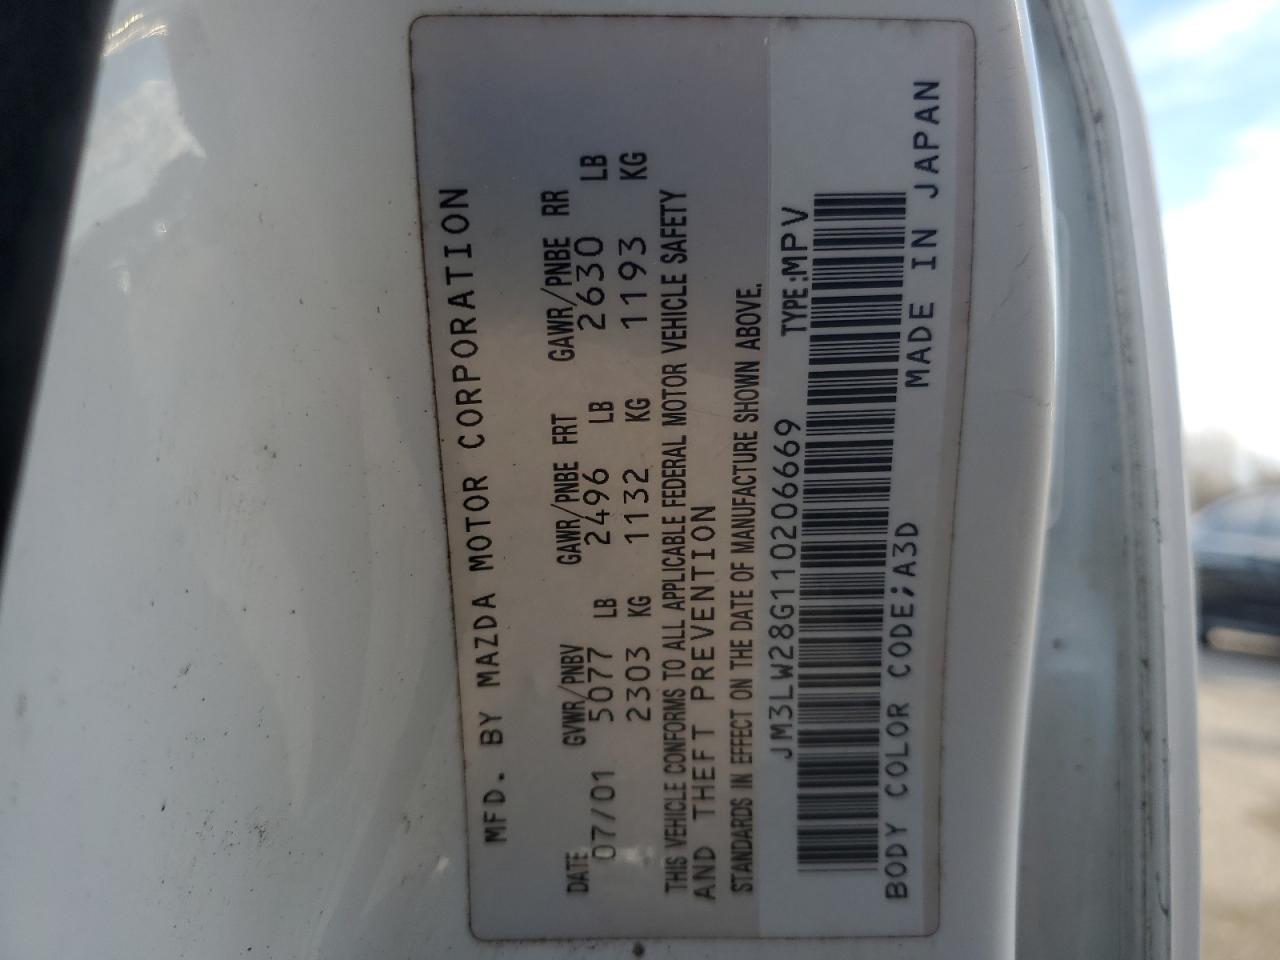 MFD. BY MAZDA MOTOR CORPORATION
DATE GVWR/PNBV GAWR/PNBE FRT GAWR/PNBE RR
07/01 5077 LB 2496 LB 2630 LB
2303 KG 1132 KG 1193 KG
THIS VEHICLE CONFORMS TO ALL APPLICABLE FEDERAL MOTOR VEHICLE SAFETY
AND THEFT PREVENTION
STANDARDS IN EFFECT ON THE DATE OF MANUFACTURE SHOWN ABOVE.
JM3LW28G110206669 TYPE:MPV
BODY COLOR CODE;A3D MADE IN JAPAN